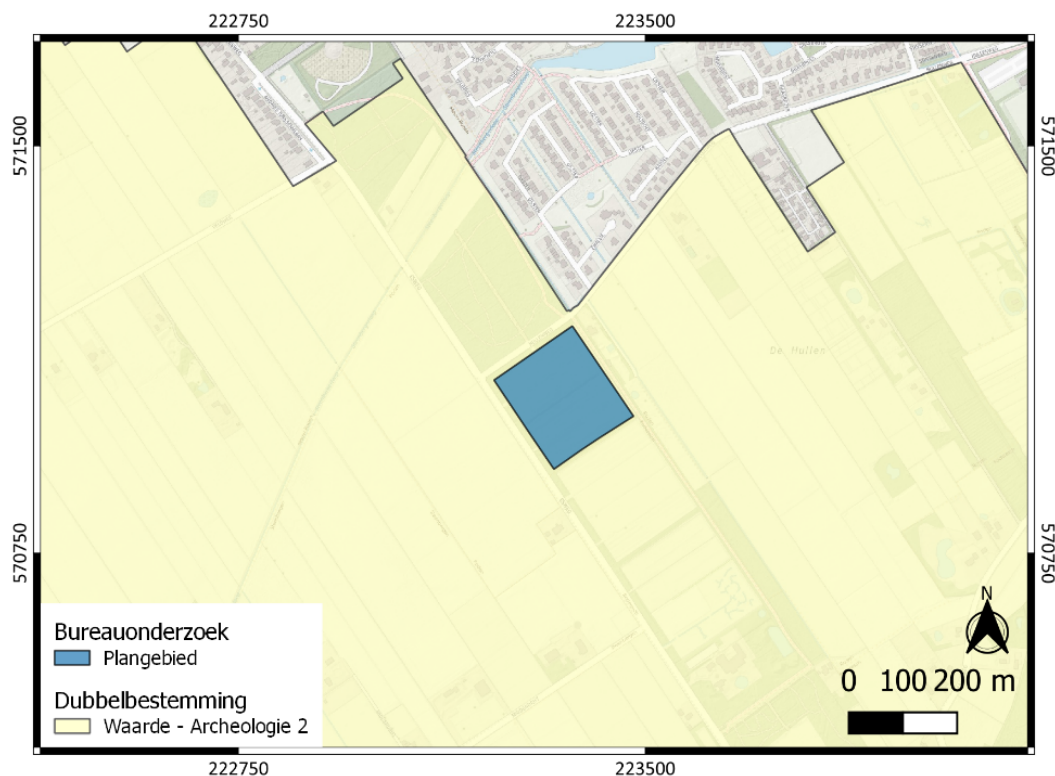 222750 223500
571500 571500
De Hullen
570750 570750
Bureauonderzoek
Plangebied
Dubbelbestemming
Waarde - Archeologie 2
N
0 100 200 m
222750 223500